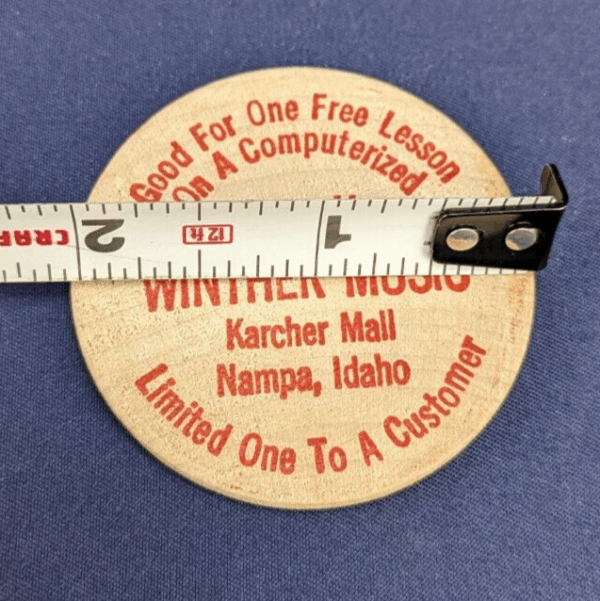 Good For One Free Lesson
On A Computerized
CRAF 2 12 ft 1
WINTHER MUSIC
Karcher Mall
Nampa, Idaho
Limited One To A Customer